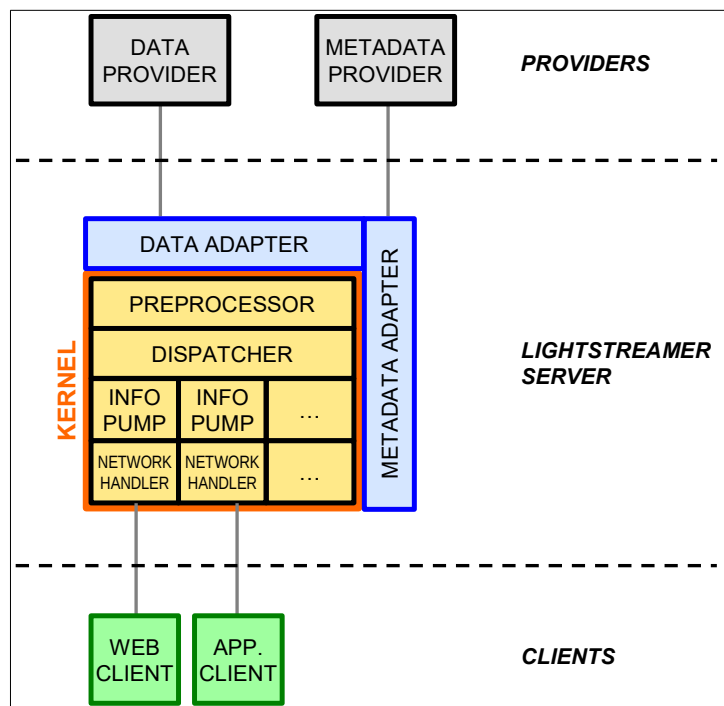 DATA
PROVIDER
METADATA
PROVIDER
PROVIDERS
DATA ADAPTER
METADATA ADAPTER
KERNEL
PREPROCESSOR
DISPATCHER
INFO
PUMP
INFO
PUMP
...
NETWORK
HANDLER
NETWORK
HANDLER
...
LIGHTSTREAMER
SERVER
WEB
CLIENT
APP.
CLIENT
CLIENTS